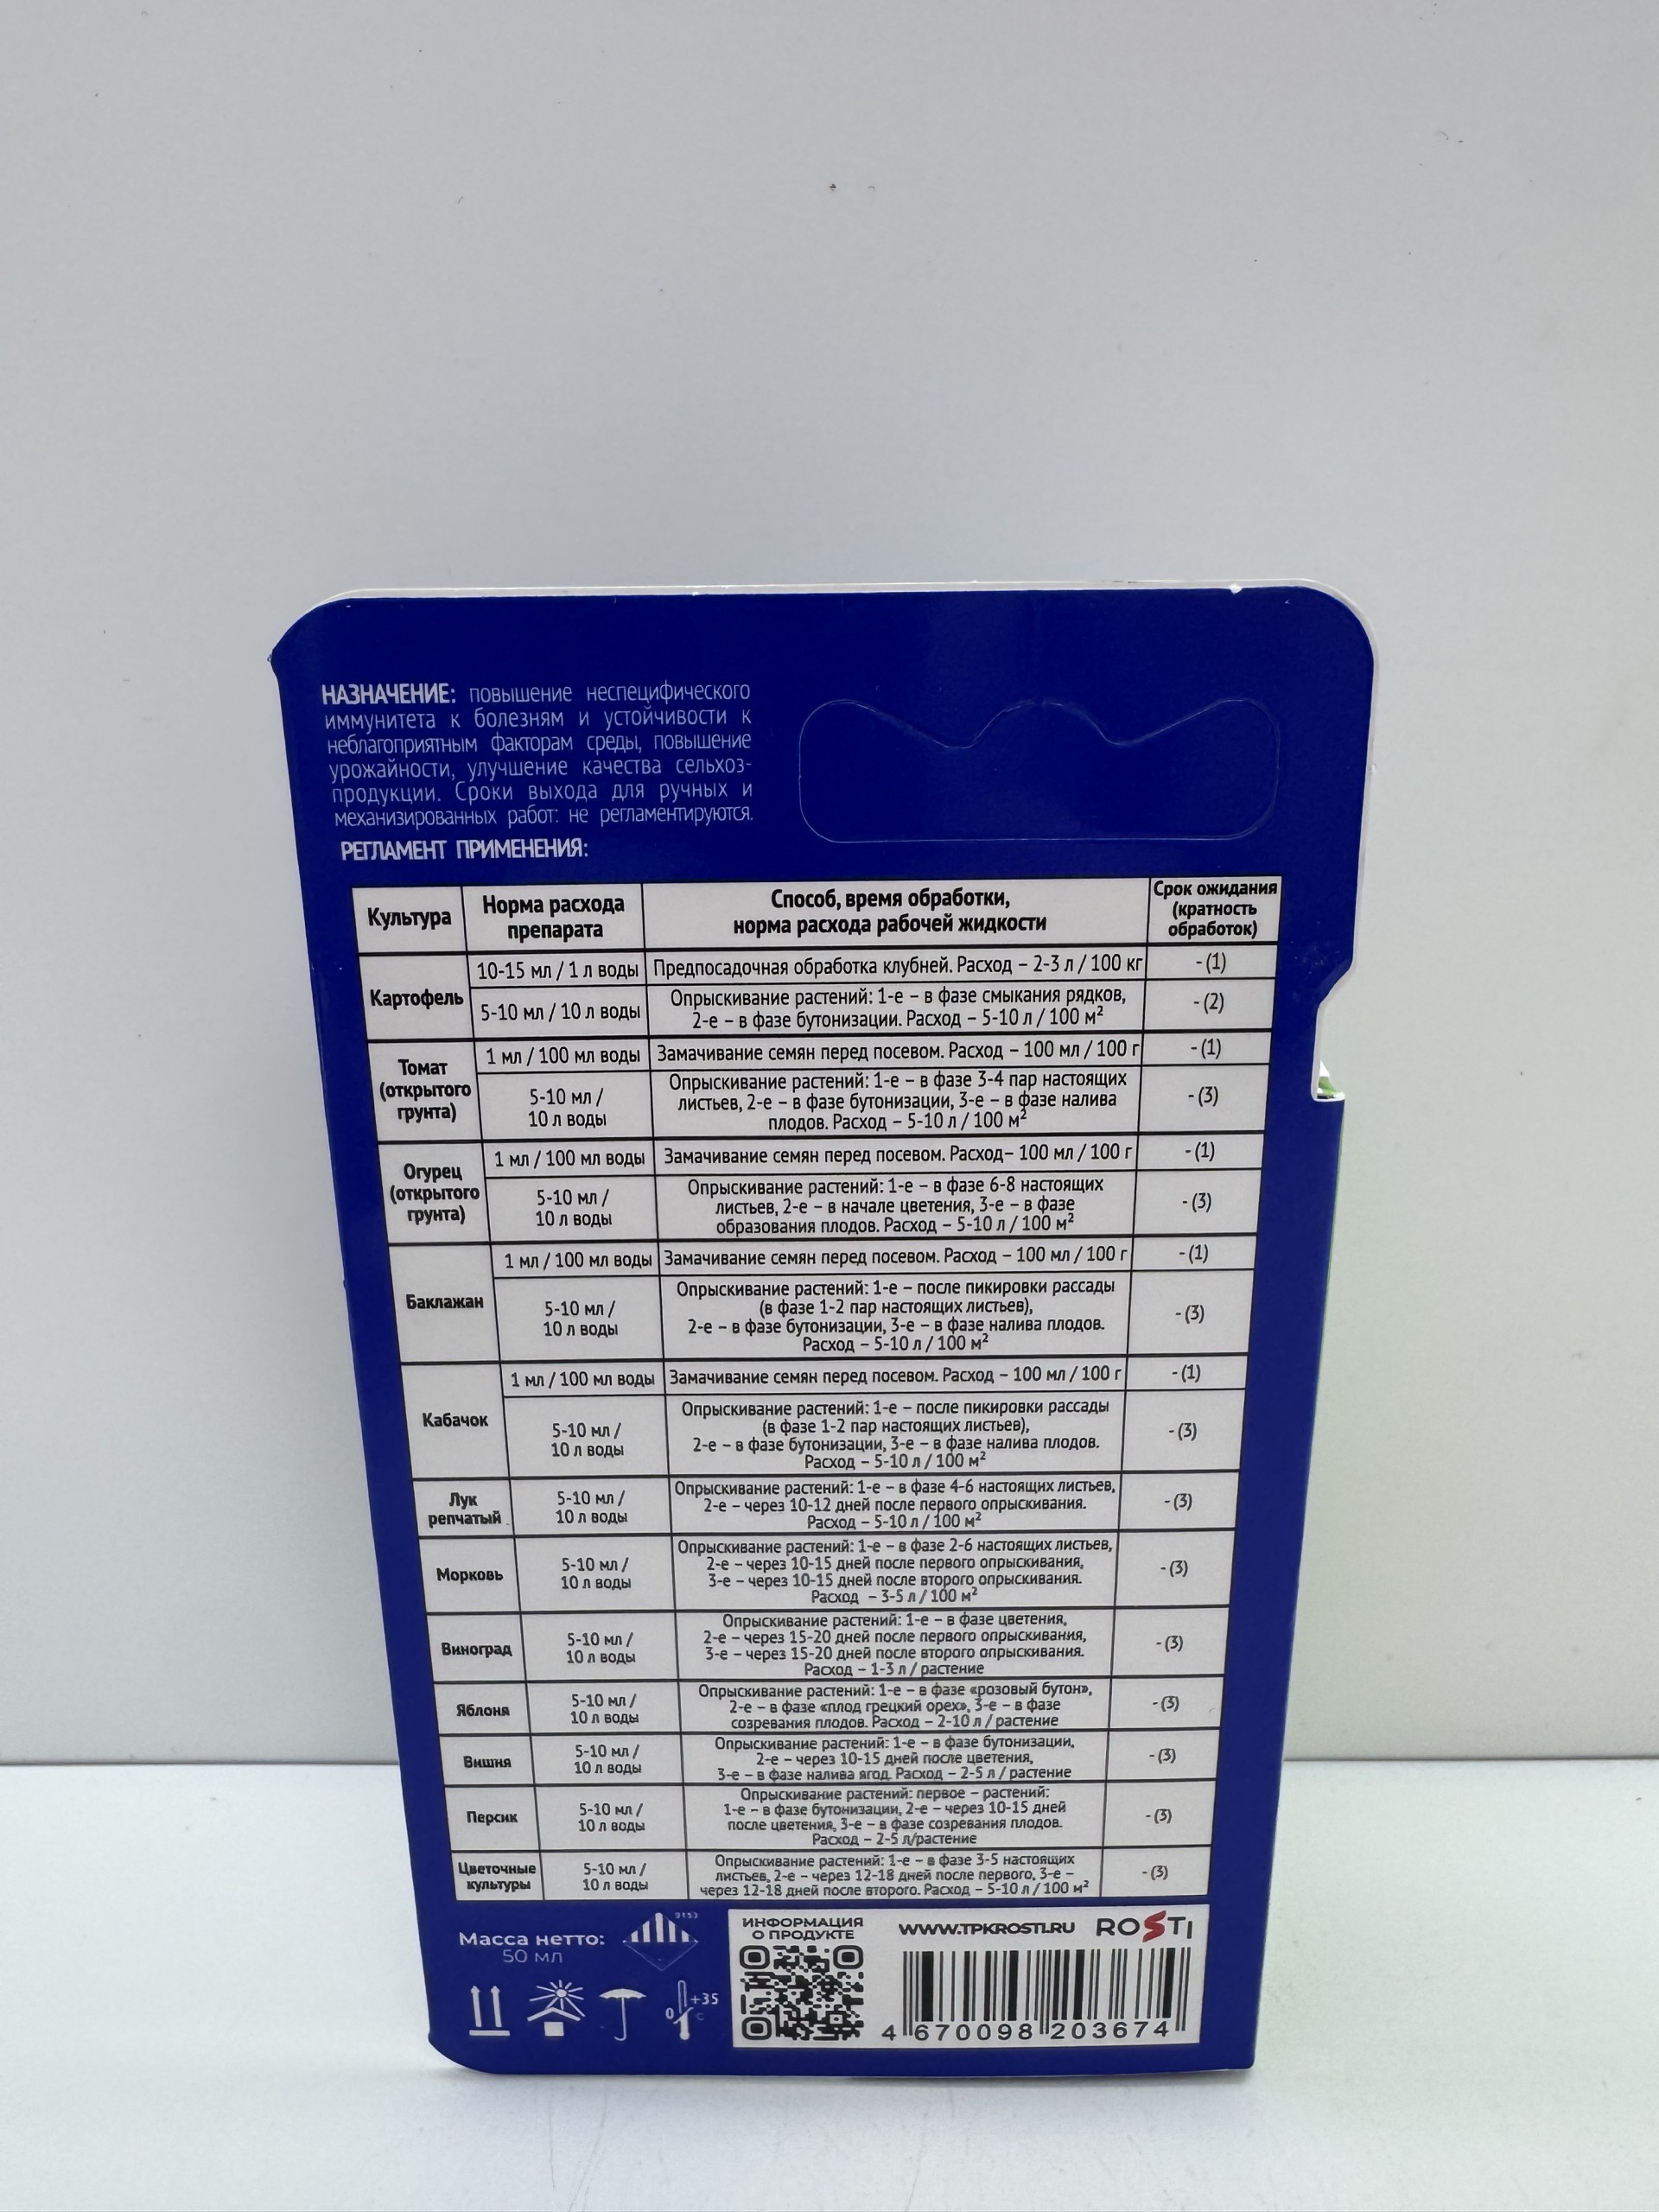 НАЗНАЧЕНИЕ: повышение неспецифического
иммунитета к болезням и устойчивости к
неблагоприятным факторам среды, повышение
урожайности, улучшение качества сельхоз-
продукции. Сроки выхода для ручных и
механизированных работ: не регламентируются.
РЕГЛАМЕНТ ПРИМЕНЕНИЯ:
Культура
Норма расхода
препарата
Способ, время обработки,
норма расхода рабочей жидкости
Срок ожидания
(кратность
обработок)
Картофель
10-15 мл / 1 л воды
Предпосадочная обработка клубней. Расход – 2-3 л / 100 кг
- (1)
5-10 мл / 10 л воды
Опрыскивание растений: 1-е – в фазе смыкания рядков,
2-е – в фазе бутонизации. Расход – 5-10 л / 100 м²
- (2)
Томат
(открытого
грунта)
1 мл / 100 мл воды
Замачивание семян перед посевом. Расход – 100 мл / 100 г
- (1)
5-10 мл /
10 л воды
Опрыскивание растений: 1-е – в фазе 3-4 пар настоящих
листьев, 2-е – в фазе бутонизации, 3-е – в фазе налива
плодов. Расход – 5-10 л / 100 м²
- (3)
Огурец
(открытого
грунта)
1 мл / 100 мл воды
Замачивание семян перед посевом. Расход– 100 мл / 100 г
- (1)
5-10 мл /
10 л воды
Опрыскивание растений: 1-е – в фазе 6-8 настоящих
листьев, 2-е – в начале цветения, 3-е – в фазе
образования плодов. Расход – 5-10 л / 100 м²
- (3)
Баклажан
1 мл / 100 мл воды
Замачивание семян перед посевом. Расход – 100 мл / 100 г
- (1)
5-10 мл /
10 л воды
Опрыскивание растений: 1-е – после пикировки рассады
(в фазе 1-2 пар настоящих листьев),
2-е – в фазе бутонизации, 3-е – в фазе налива плодов.
Расход – 5-10 л / 100 м²
- (3)
Кабачок
1 мл / 100 мл воды
Замачивание семян перед посевом. Расход – 100 мл / 100 г
- (1)
5-10 мл /
10 л воды
Опрыскивание растений: 1-е – после пикировки рассады
(в фазе 1-2 пар настоящих листьев),
2-е – в фазе бутонизации, 3-е – в фазе налива плодов.
Расход – 5-10 л / 100 м²
- (3)
Лук
репчатый
5-10 мл /
10 л воды
Опрыскивание растений: 1-е – в фазе 4-6 настоящих листьев,
2-е – через 10-12 дней после первого опрыскивания.
Расход – 5-10 л / 100 м²
- (3)
Морковь
5-10 мл /
10 л воды
Опрыскивание растений: 1-е – в фазе 2-6 настоящих листьев,
2-е – через 10-15 дней после первого опрыскивания,
3-е – через 10-15 дней после второго опрыскивания.
Расход – 3-5 л / 100 м²
- (3)
Виноград
5-10 мл /
10 л воды
Опрыскивание растений: 1-е – в фазе цветения,
2-е – через 15-20 дней после первого опрыскивания,
3-е – через 15-20 дней после второго опрыскивания.
Расход – 1-3 л / растение
- (3)
Яблоня
5-10 мл /
10 л воды
Опрыскивание растений: 1-е – в фазе «розовый бутон»,
2-е – в фазе «плод грецкий орех», 3-е – в фазе
созревания плодов. Расход – 2-10 л / растение
- (3)
Вишня
5-10 мл /
10 л воды
Опрыскивание растений: 1-е – в фазе бутонизации,
2-е – через 10-15 дней после цветения,
3-е – в фазе налива ягод. Расход – 2-5 л / растение
- (3)
Персик
5-10 мл /
10 л воды
Опрыскивание растений: первое – растений:
1-е – в фазе бутонизации, 2-е – через 10-15 дней
после цветения, 3-е – в фазе созревания плодов.
Расход – 2-5 л/растение
- (3)
Цветочные
культуры
5-10 мл /
10 л воды
Опрыскивание растений: 1-е – в фазе 3-5 настоящих
листьев, 2-е – через 12-18 дней после первого, 3-е –
через 12-18 дней после второго. Расход – 5-10 л / 100 м²
- (3)
Масса нетто:
50 мл
9153
0 +35
°C
ИНФОРМАЦИЯ
О ПРОДУКТЕ
WWW.TPKROSTI.RU
ROSTI
4 670098 203674